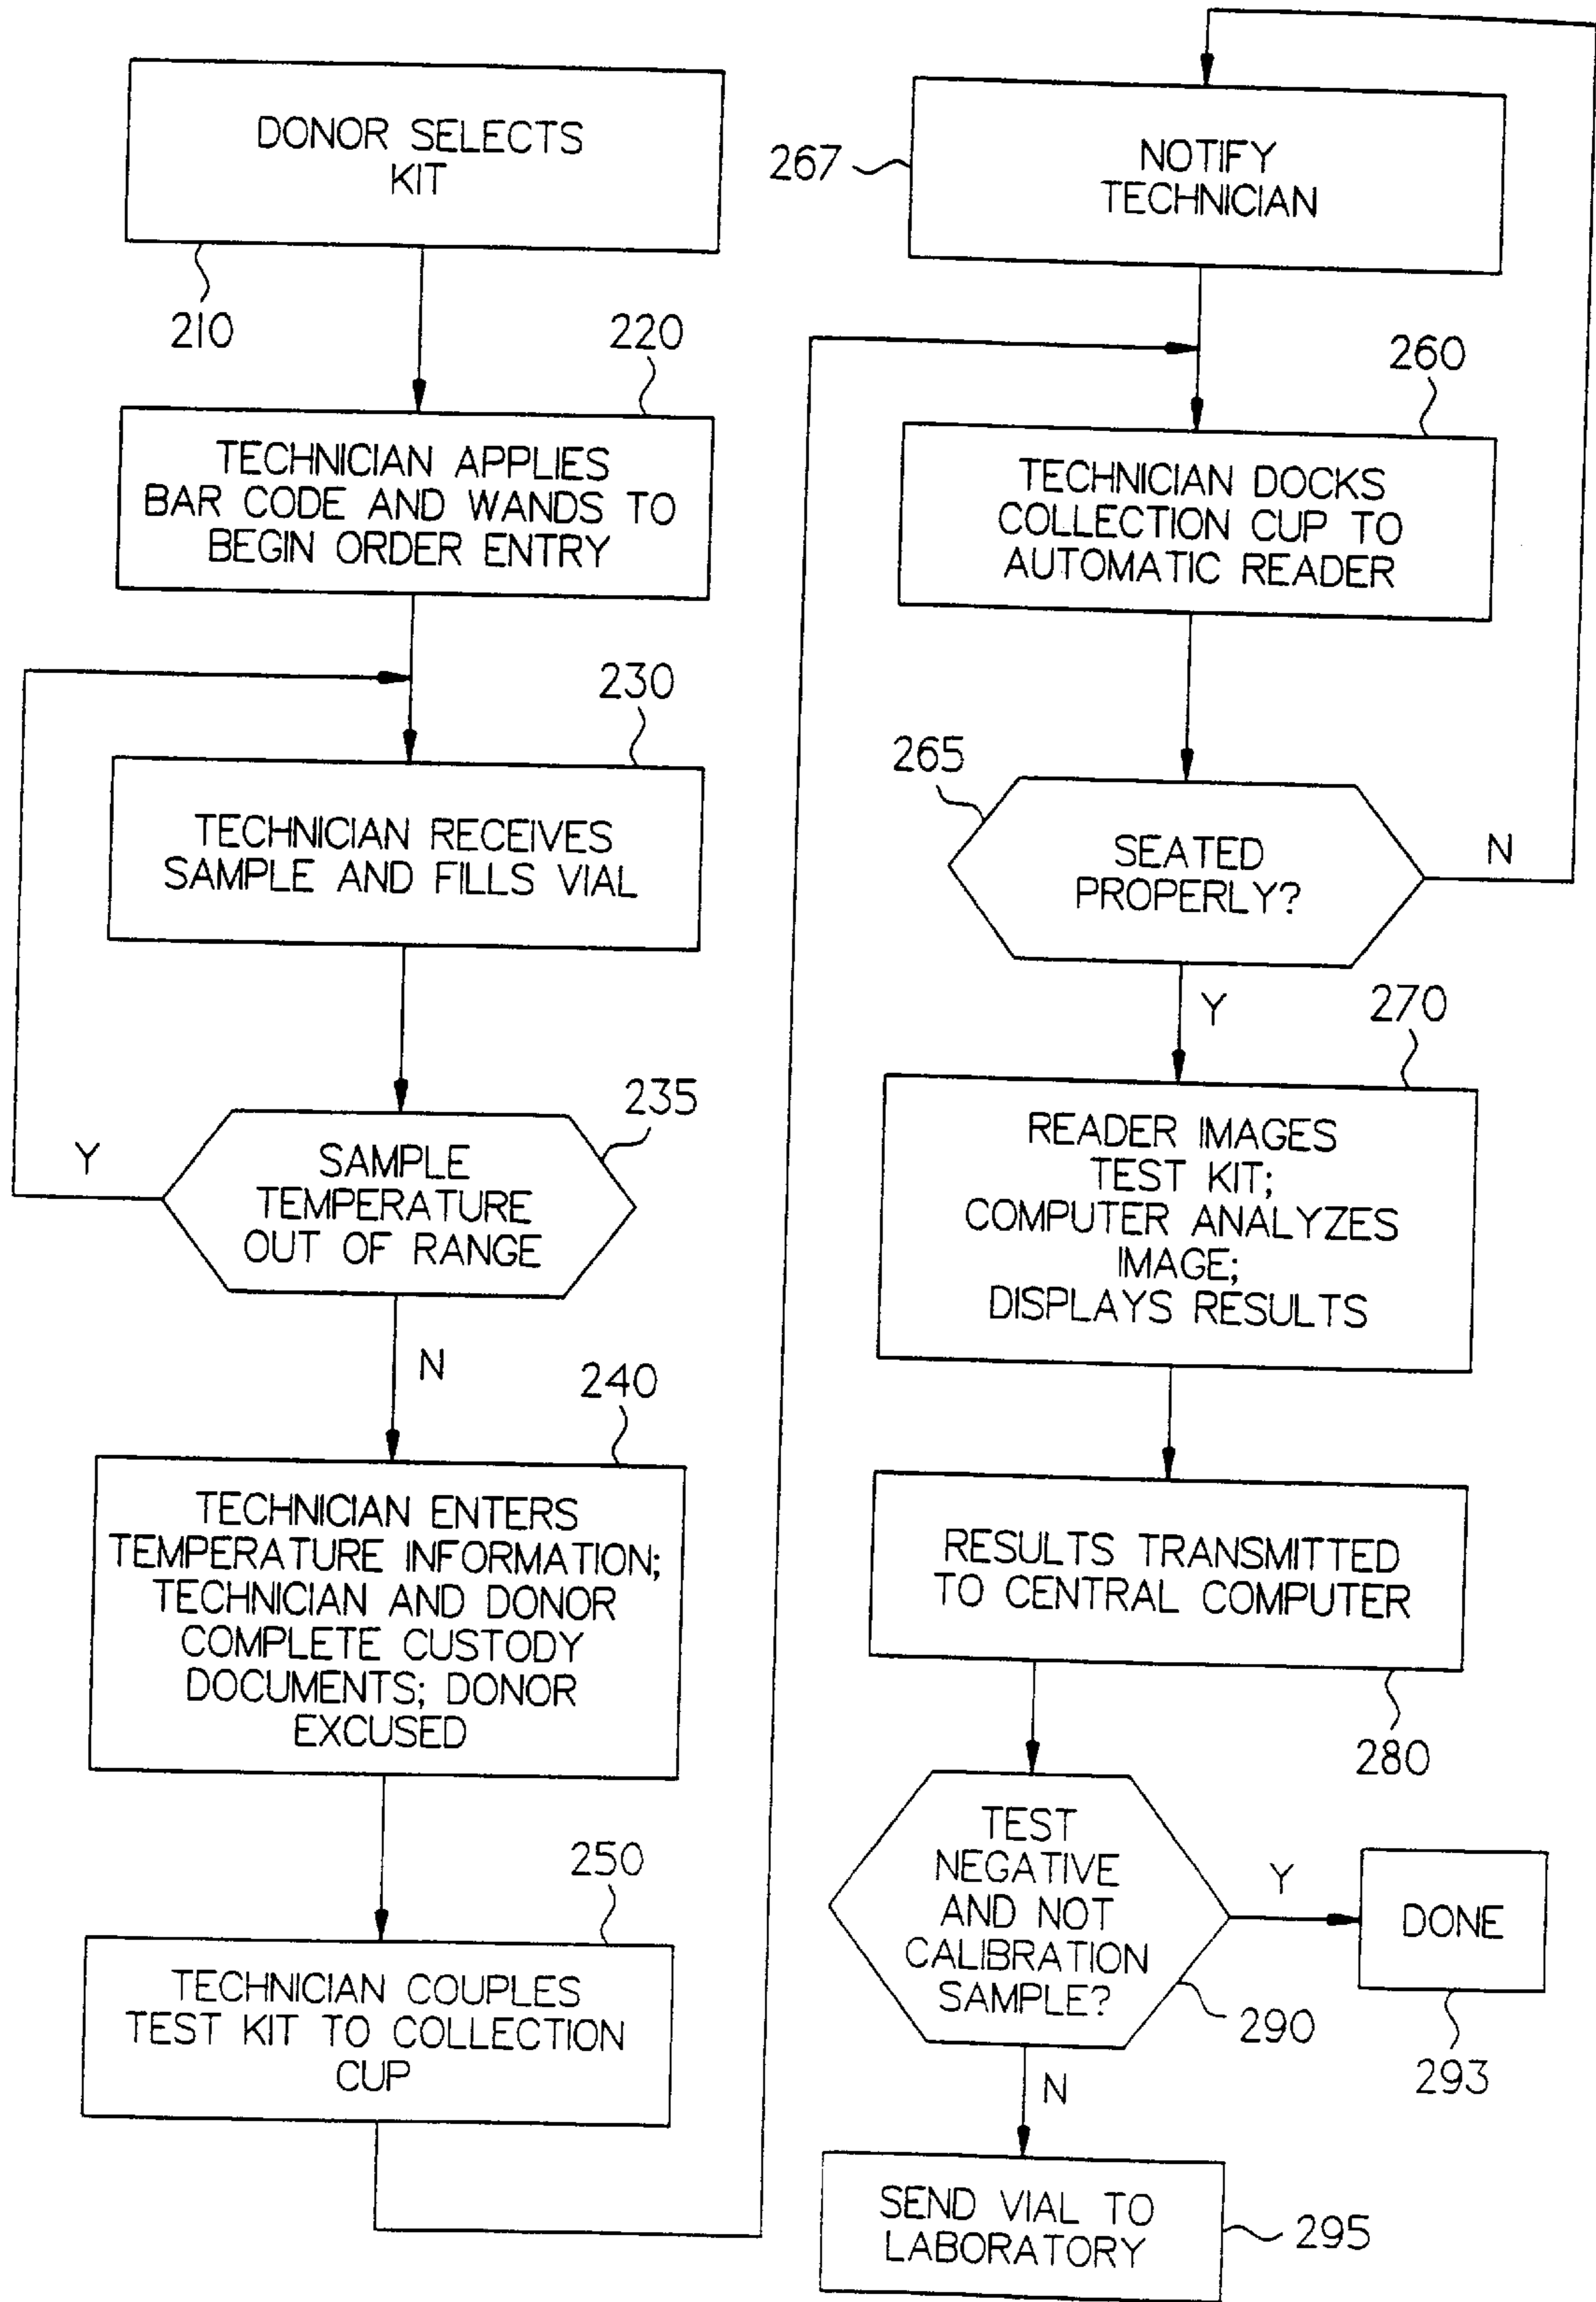 DONOR SELECTS
KIT
210
220
TECHNICIAN APPLIES
BAR CODE AND WANDS TO
BEGIN ORDER ENTRY
230
TECHNICIAN RECEIVES
SAMPLE AND FILLS VIAL
235
Y
SAMPLE
TEMPERATURE
OUT OF RANGE
N
240
TECHNICIAN ENTERS
TEMPERATURE INFORMATION;
TECHNICIAN AND DONOR
COMPLETE CUSTODY
DOCUMENTS; DONOR
EXCUSED
250
TECHNICIAN COUPLES
TEST KIT TO COLLECTION
CUP
267
NOTIFY
TECHNICIAN
260
TECHNICIAN DOCKS
COLLECTION CUP TO
AUTOMATIC READER
265
SEATED
PROPERLY?
N
Y
270
READER IMAGES
TEST KIT;
COMPUTER ANALYZES
IMAGE;
DISPLAYS RESULTS
RESULTS TRANSMITTED
TO CENTRAL COMPUTER
280
TEST
NEGATIVE
AND NOT
CALIBRATION
SAMPLE?
290
Y
DONE
293
N
SEND VIAL TO
LABORATORY
295